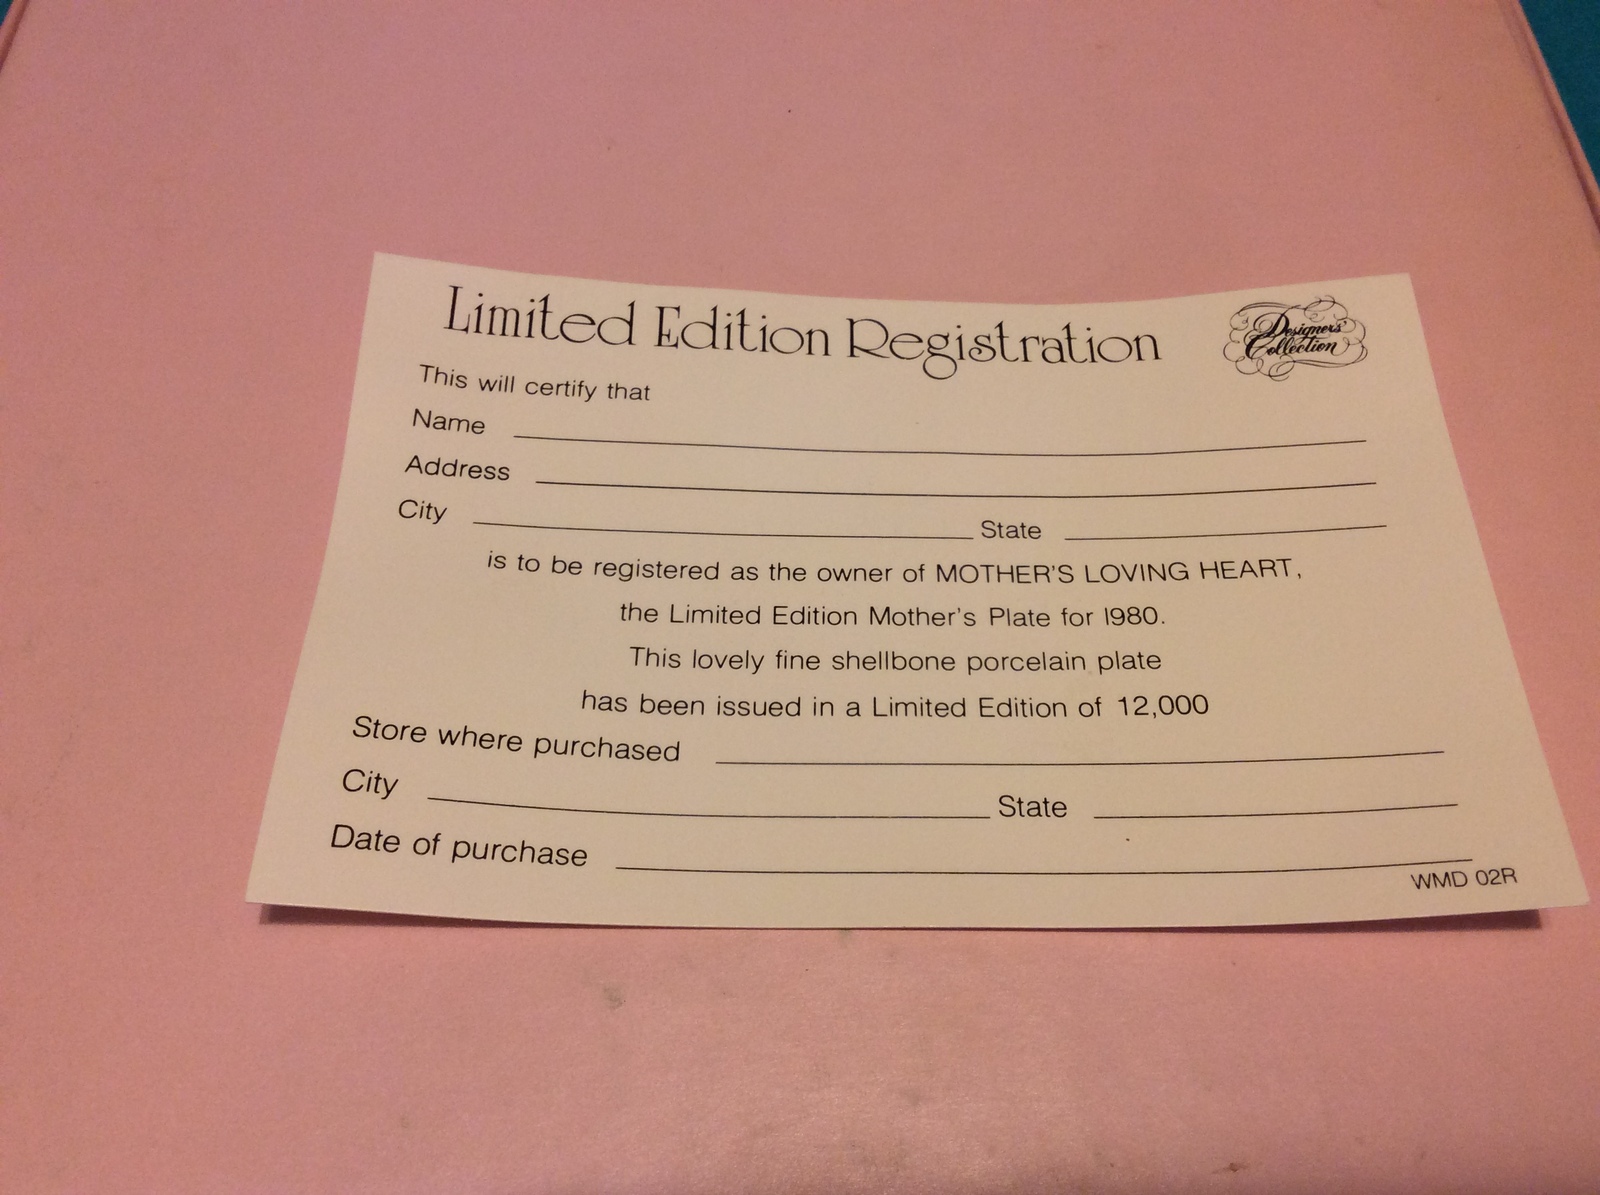 Limited Edition Registration
Designers'
Collection
This will certify that
Name
Address
City State
is to be registered as the owner of MOTHER'S LOVING HEART,
the Limited Edition Mother's Plate for 1980.
This lovely fine shellbone porcelain plate
has been issued in a Limited Edition of 12,000
Store where purchased
City State
Date of purchase
WMD 02R